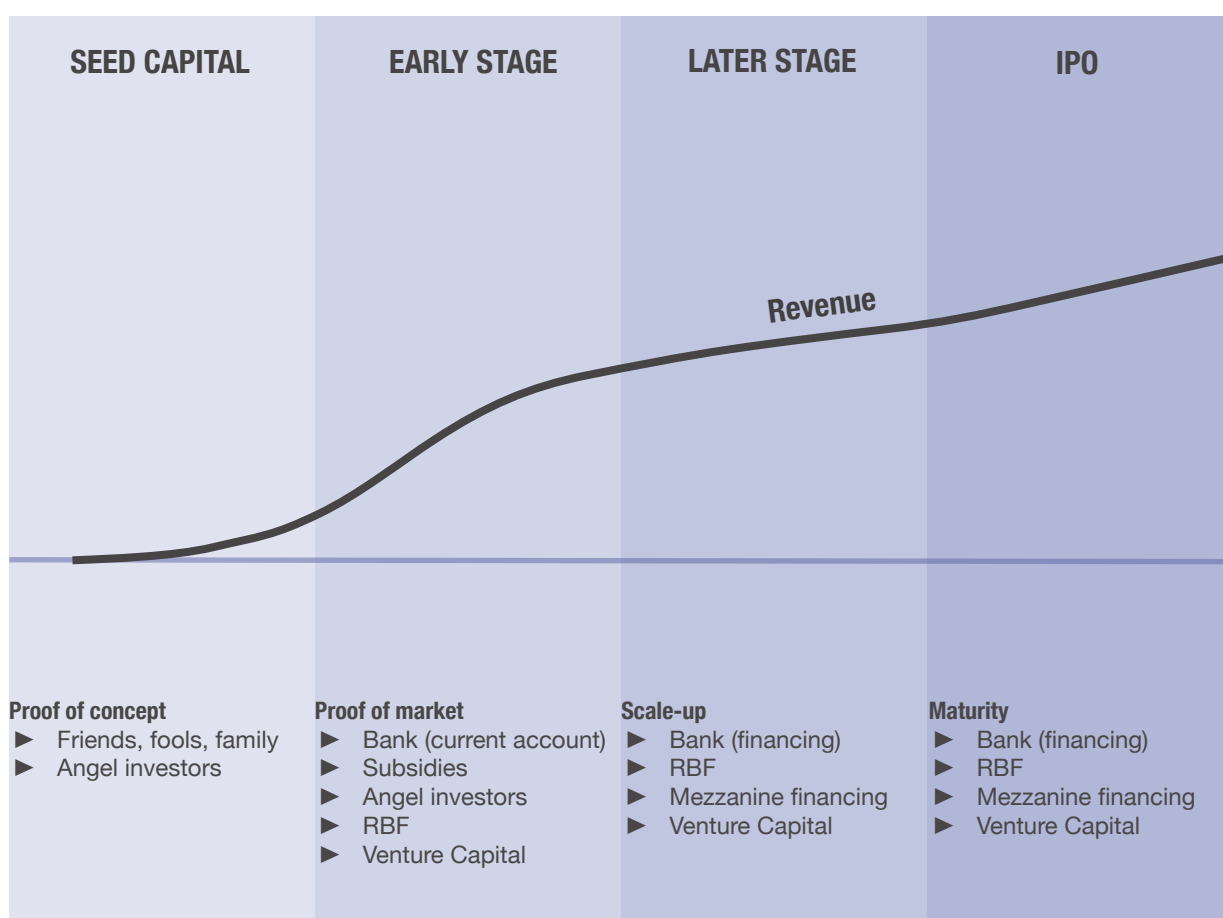 SEED CAPITAL
EARLY STAGE
LATER STAGE
IPO
Revenue
Proof of concept
► Friends, fools, family
► Angel investors
Proof of market
► Bank (current account)
► Subsidies
► Angel investors
► RBF
► Venture Capital
Scale-up
► Bank (financing)
► RBF
► Mezzanine financing
► Venture Capital
Maturity
► Bank (financing)
► RBF
► Mezzanine financing
► Venture Capital